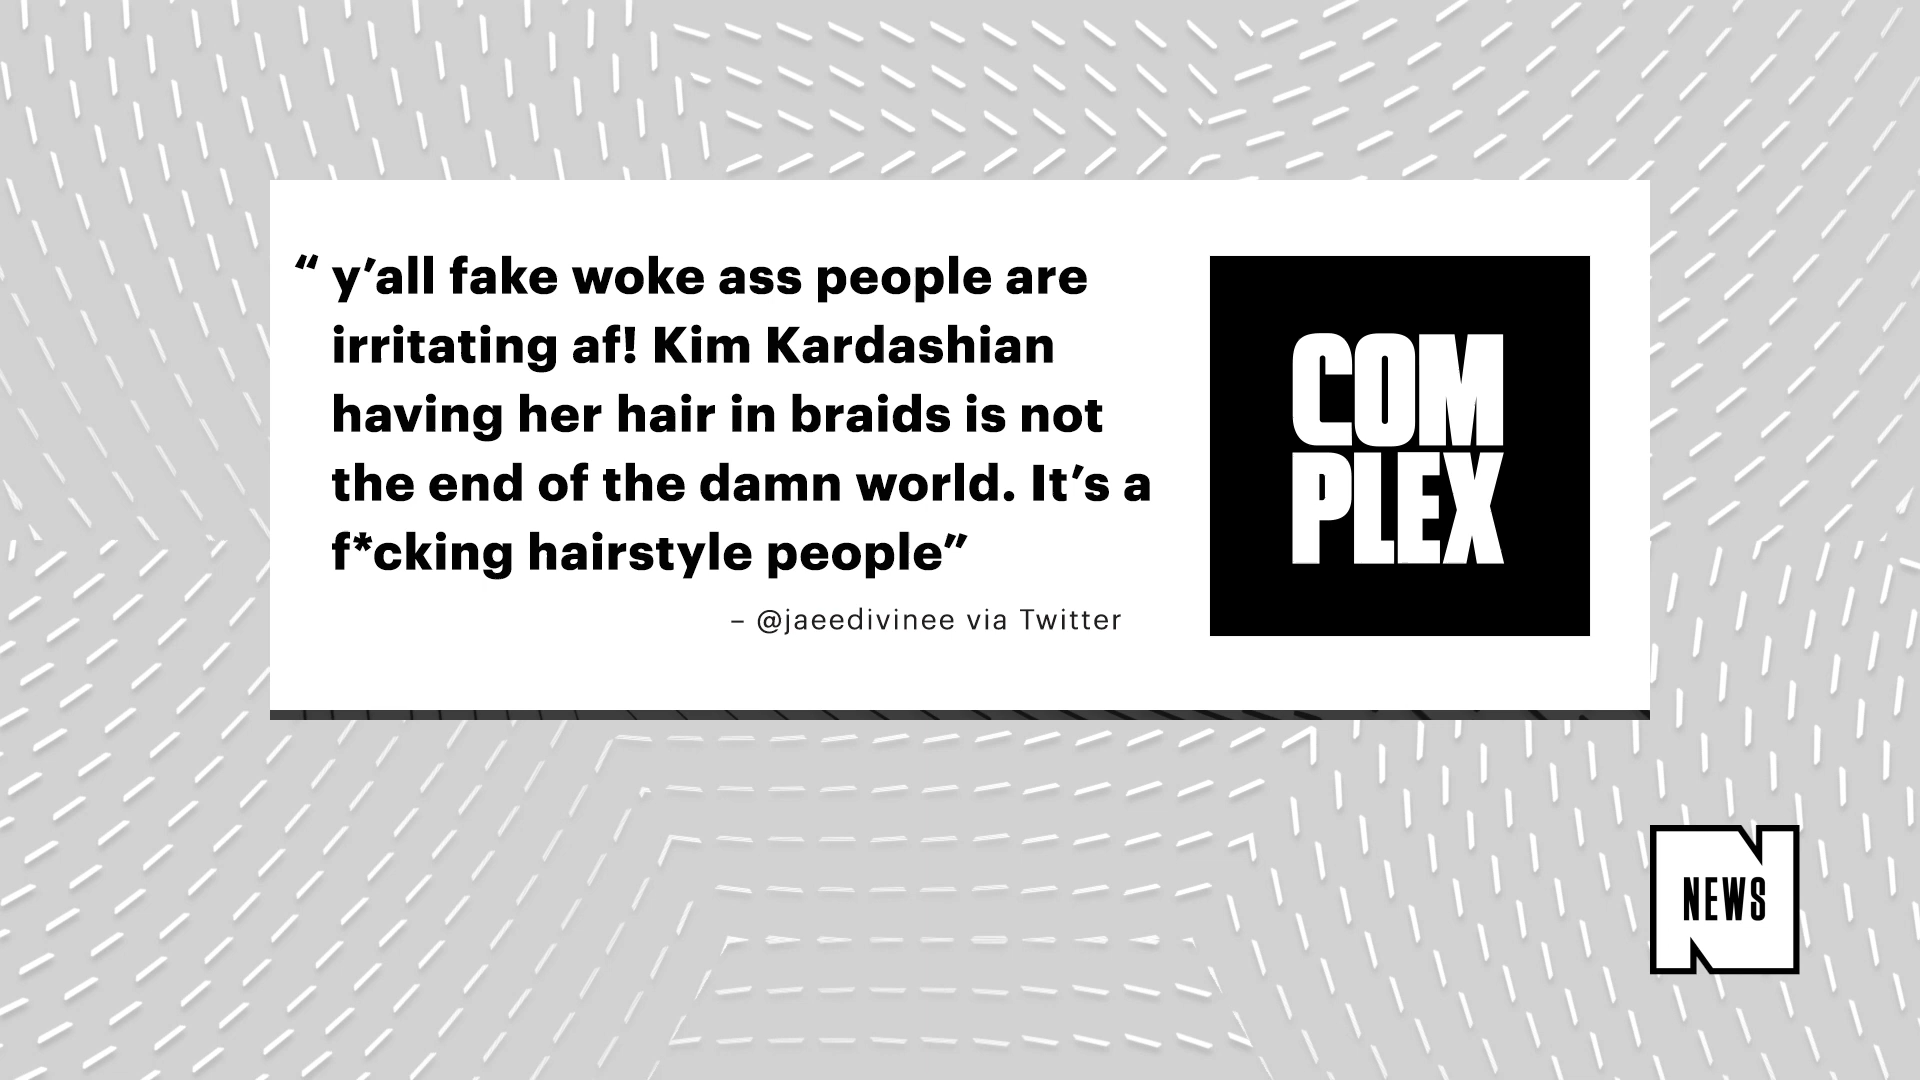 “ y’all fake woke ass people are
irritating af! Kim Kardashian
having her hair in braids is not
the end of the damn world. It’s a
f*cking hairstyle people”
– @jaeedivinee via Twitter
COM
PLEX
NEWS